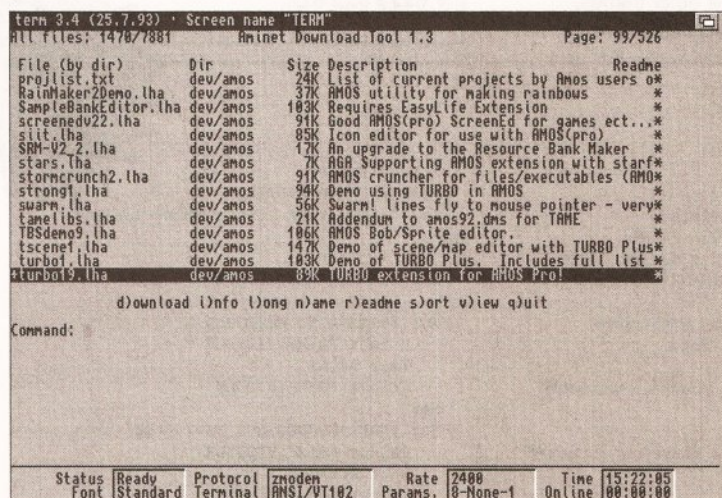 term 3.4 (25.7.93) · Screen name "TERM"
All files: 1470/7881 Aminet Download Tool 1.3 Page: 99/526
File (by dir) Dir Size Description Readme
projlist.txt dev/amos 24K List of current projects by Amos users o*
RainMaker2Demo.lha dev/amos 37K AMOS utility for making rainbows *
SampleBankEditor.lha dev/amos 103K Requires EasyLife Extension *
screenedv22.lha dev/amos 91K Good AMOS(pro) ScreenEd for games ect...*
siit.lha dev/amos 85K Icon editor for use with AMOS(pro) *
SRM-V2_2.lha dev/amos 17K An upgrade to the Resource Bank Maker *
stars.lha dev/amos 7K AGA Supporting AMOS extension with starf*
stormcrunch2.lha dev/amos 91K AMOS cruncher for files/executables (AMO*
strong1.lha dev/amos 94K Demo using TURBO in AMOS *
swarm.lha dev/amos 56K Swarm! lines fly to mouse pointer - very*
tamelibs.lha dev/amos 21K Addendum to amos92.dms for TAME *
TBSdemo9.lha dev/amos 106K AMOS Bob/Sprite editor. *
tscene1.lha dev/amos 147K Demo of scene/map editor with TURBO Plus*
turbo1.lha dev/amos 103K Demo of TURBO Plus. Includes full list *
+turbo19.lha dev/amos 89K TURBO extension for AMOS Pro! *
d)ownload i)nfo l)ong n)ame r)eadme s)ort v)iew q)uit
Command:
Status Ready Protocol zmodem Rate 2400 Time 15:22:05
Font Standard Terminal ANSI/VT102 Params. 8-None-1 Online 00:00:00